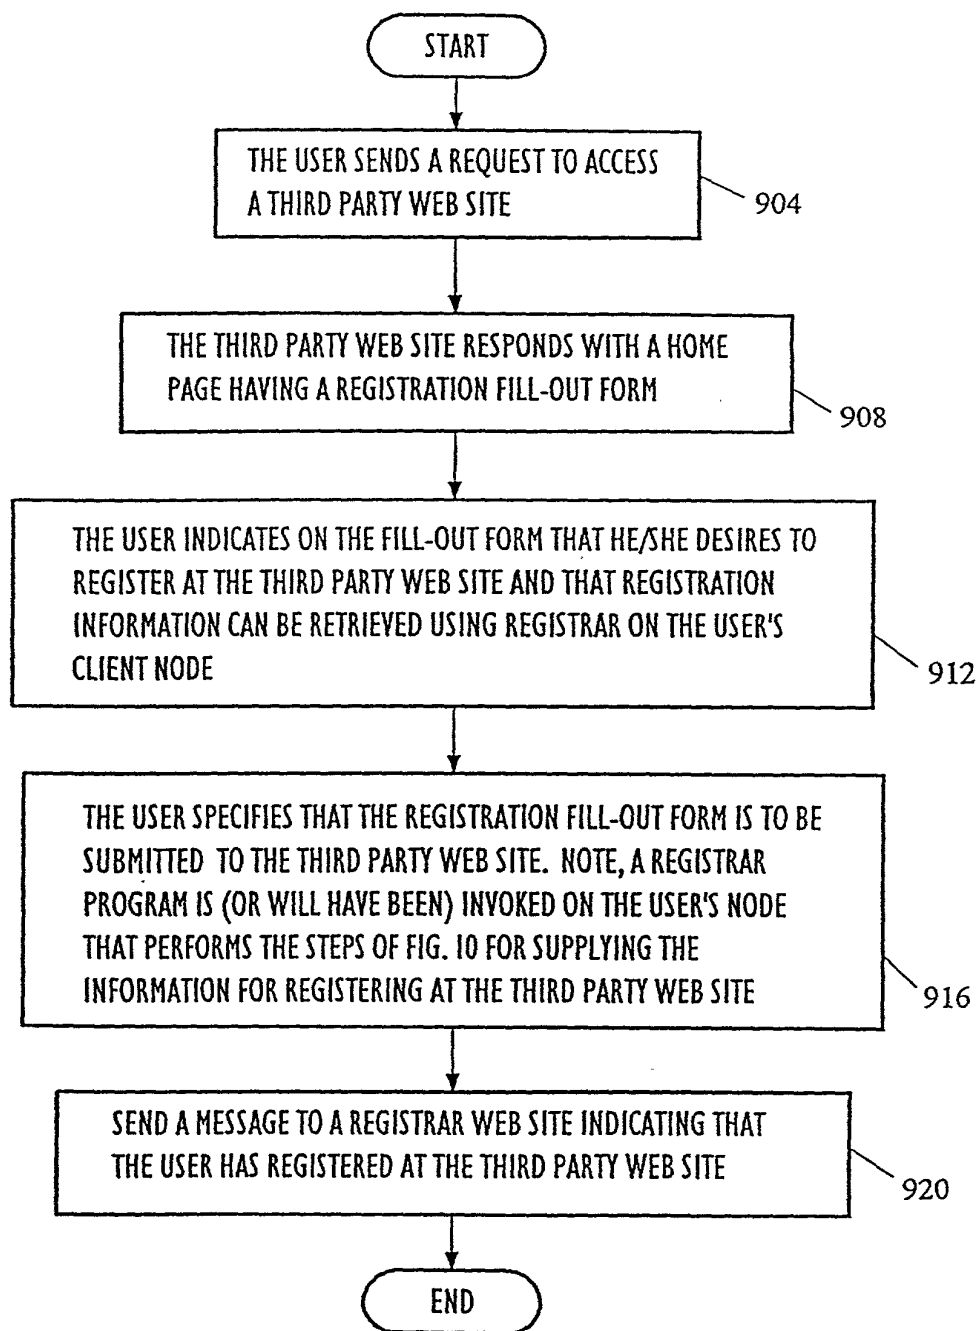 START
THE USER SENDS A REQUEST TO ACCESS
A THIRD PARTY WEB SITE
904
THE THIRD PARTY WEB SITE RESPONDS WITH A HOME
PAGE HAVING A REGISTRATION FILL-OUT FORM
908
THE USER INDICATES ON THE FILL-OUT FORM THAT HE/SHE DESIRES TO
REGISTER AT THE THIRD PARTY WEB SITE AND THAT REGISTRATION
INFORMATION CAN BE RETRIEVED USING REGISTRAR ON THE USER'S
CLIENT NODE
912
THE USER SPECIFIES THAT THE REGISTRATION FILL-OUT FORM IS TO BE
SUBMITTED TO THE THIRD PARTY WEB SITE. NOTE, A REGISTRAR
PROGRAM IS (OR WILL HAVE BEEN) INVOKED ON THE USER'S NODE
THAT PERFORMS THE STEPS OF FIG. 10 FOR SUPPLYING THE
INFORMATION FOR REGISTERING AT THE THIRD PARTY WEB SITE
916
SEND A MESSAGE TO A REGISTRAR WEB SITE INDICATING THAT
THE USER HAS REGISTERED AT THE THIRD PARTY WEB SITE
920
END